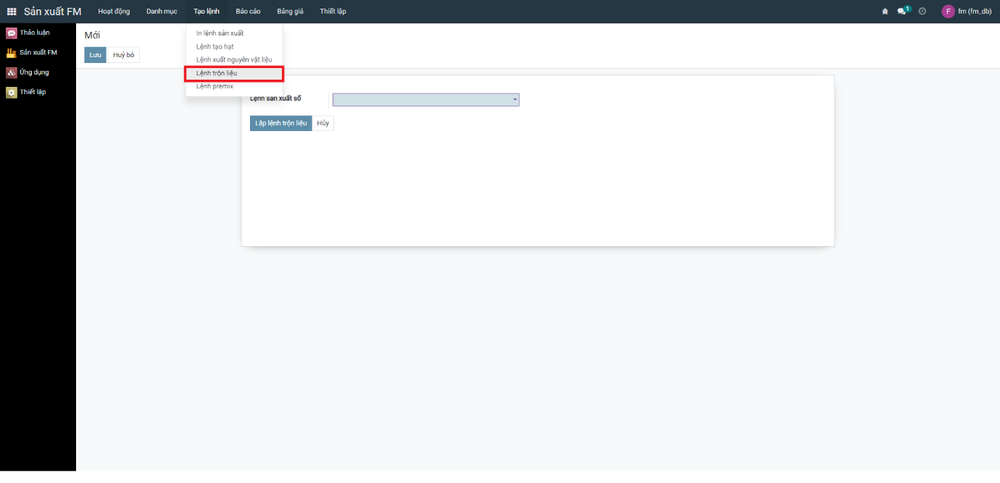 Sản xuất FM Hoạt động Danh mục Tạo lệnh Báo cáo Bảng giá Thiết lập 1 F fm (fm_db)
Thảo luận
Sản xuất FM
Ứng dụng
Thiết lập
Mới
Lưu Huỷ bỏ
In lệnh sản xuất
Lệnh tạo hạt
Lệnh xuất nguyên vật liệu
Lệnh trộn liệu
Lệnh premix
Lệnh sản xuất số
Lập lệnh trộn liệu Hủy